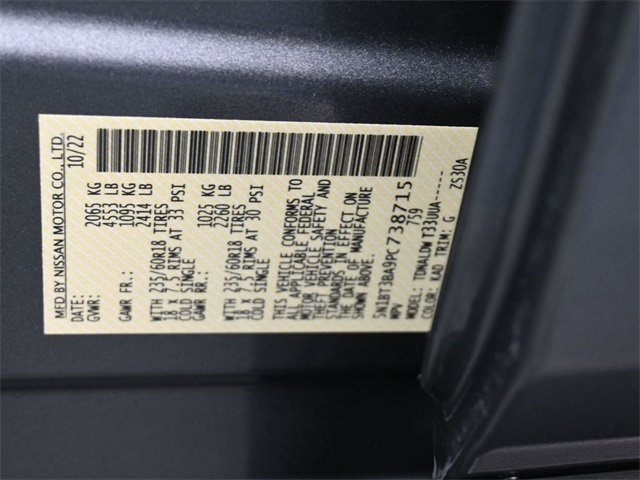 MFD BY NISSAN MOTOR CO., LTD.
DATE: 10/22
GVWR: 2065 KG
4553 LB
GAWR FR: 1095 KG
2414 LB
WITH 235/60R18 TIRES
18 x 7.5 RIMS AT 33 PSI
COLD SINGLE
GAWR RR: 1025 KG
2260 LB
WITH 235/60R18 TIRES
18 x 7.5 RIMS AT 30 PSI
COLD SINGLE
THIS VEHICLE CONFORMS TO
ALL APPLICABLE FEDERAL
MOTOR VEHICLE SAFETY AND
THEFT PREVENTION
STANDARDS IN EFFECT ON
THE DATE OF MANUFACTURE
SHOWN ABOVE.
5N1BT3BA9PC738715
MPV 759
MODEL: TDNALDW T33UUA-----
COLOR: KAD TRIM: G ZS30A